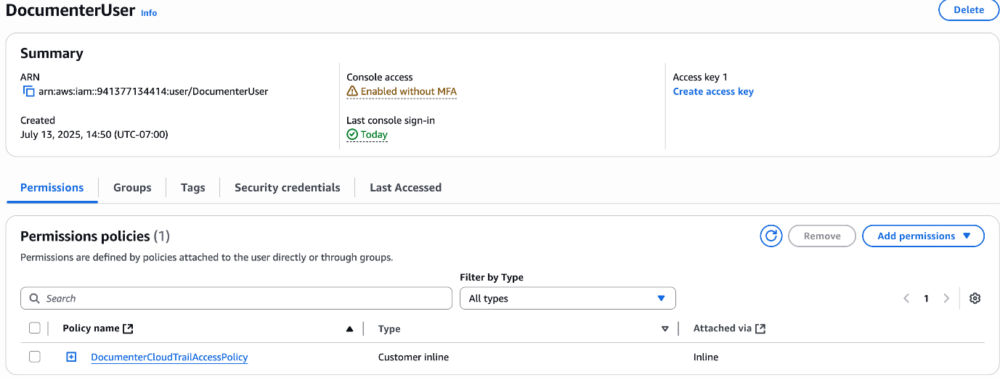 DocumenterUser Info
Delete
Summary
ARN
arn:aws:iam::941377134414:user/DocumenterUser
Created
July 13, 2025, 14:50 (UTC-07:00)
Console access
Enabled without MFA
Last console sign-in
Today
Access key 1
Create access key
Permissions
Groups
Tags
Security credentials
Last Accessed
Permissions policies (1)
Remove
Add permissions
Permissions are defined by policies attached to the user directly or through groups.
Filter by Type
Search
All types
1
Policy name
Type
Attached via
DocumenterCloudTrailAccessPolicy
Customer inline
Inline